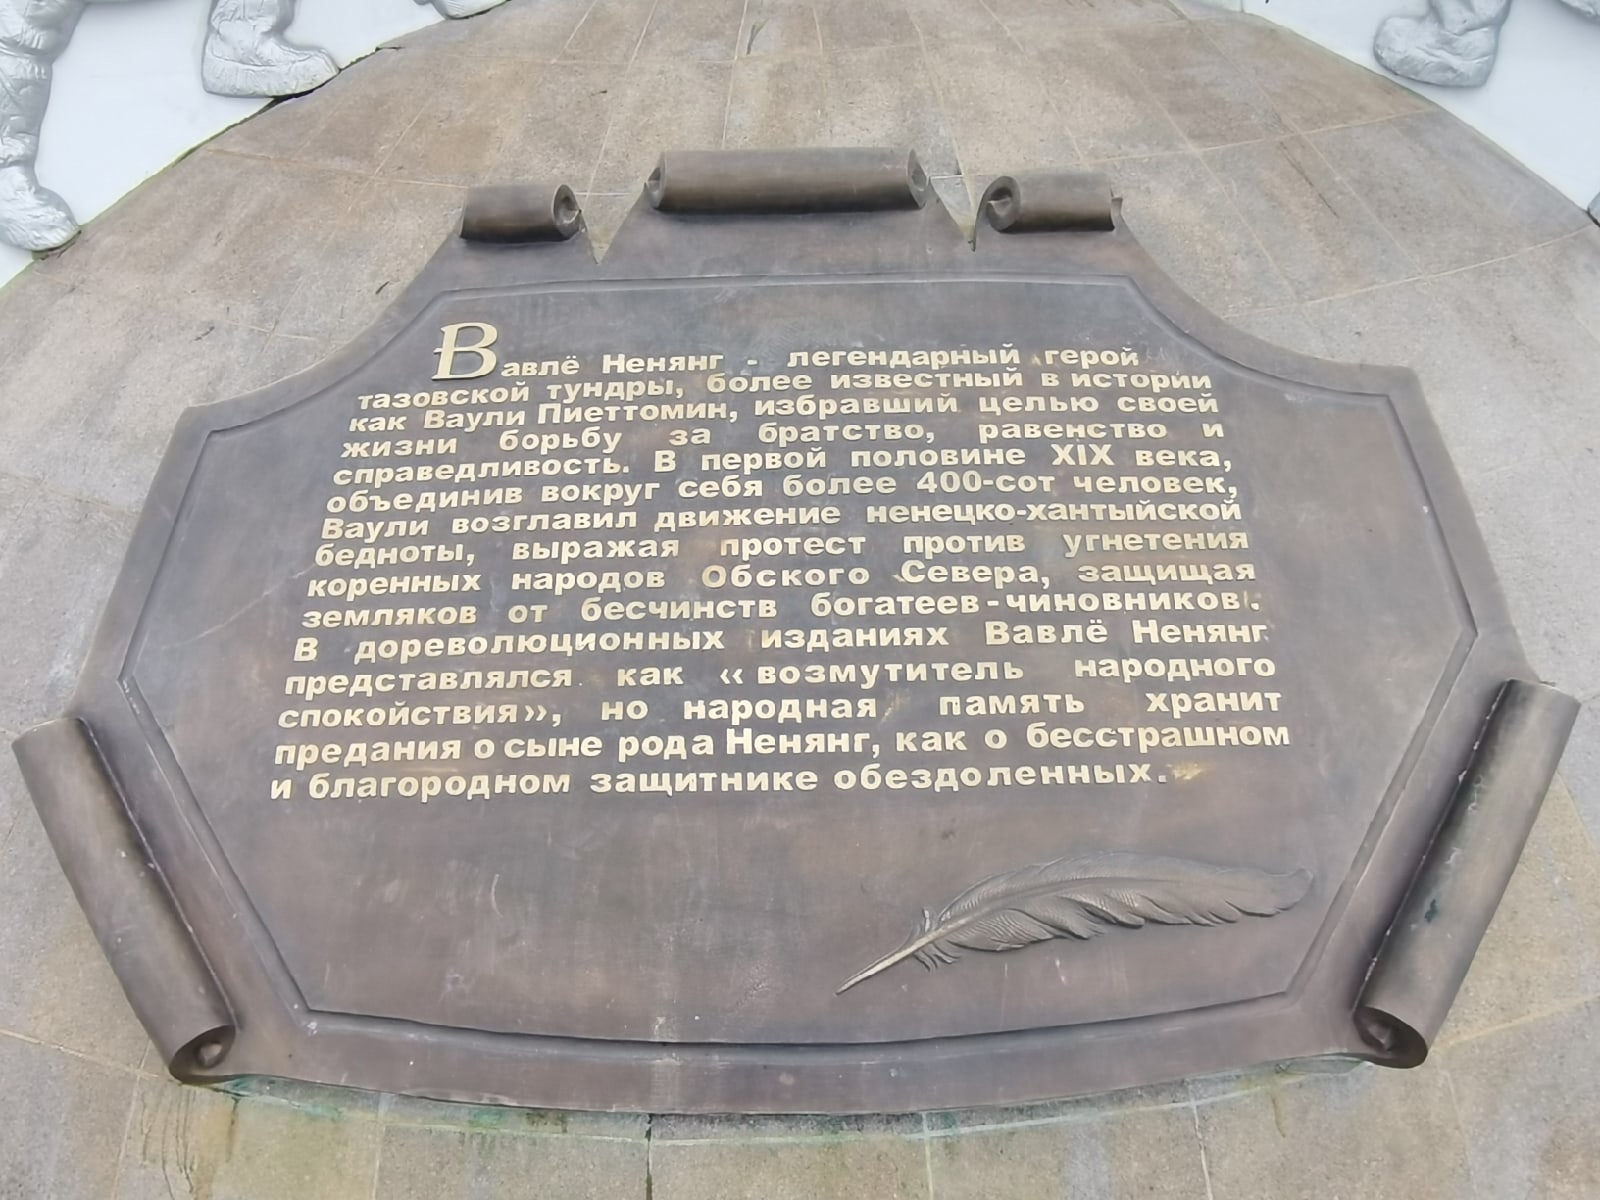 Вавлё Ненянг - легендарный герой
тазовской тундры, более известный в истории
как Ваули Пиеттомин, избравший целью своей
жизни борьбу за братство, равенство и
справедливость. В первой половине XIX века,
объединив вокруг себя более 400-сот человек,
Ваули возглавил движение ненецко-хантыйской
бедноты, выражая протест против угнетения
коренных народов Обского Севера, защищая
земляков от бесчинств богатеев-чиновников.
В дореволюционных изданиях Вавлё Ненянг
представлялся как «возмутитель народного
спокойствия», но народная память хранит
предания о сыне рода Ненянг, как о бесстрашном
и благородном защитнике обездоленных.